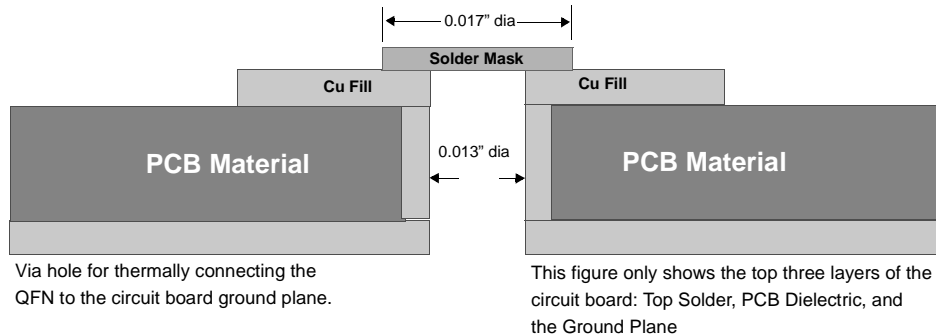 0.017” dia
Solder Mask
Cu Fill
Cu Fill
PCB Material
0.013” dia
PCB Material
Via hole for thermally connecting the
QFN to the circuit board ground plane.
This figure only shows the top three layers of the
circuit board: Top Solder, PCB Dielectric, and
the Ground Plane